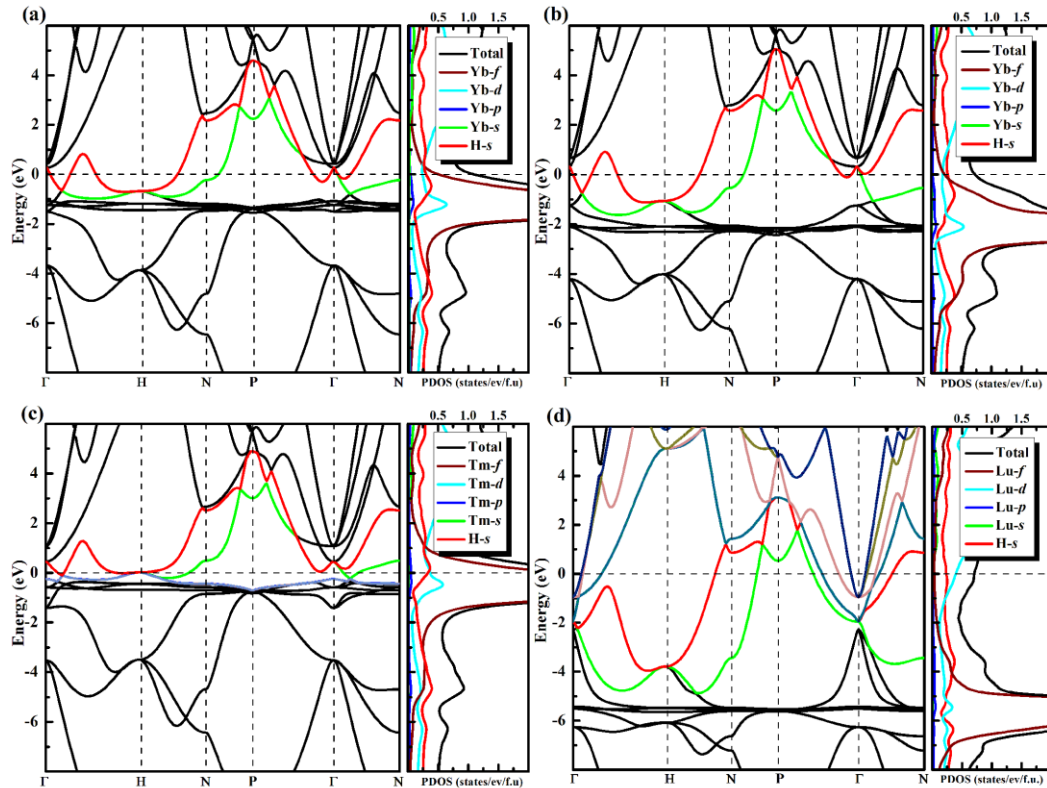 (a)
0.5 1.0 1.5
Total
Yb-f
Yb-d
Yb-p
Yb-s
H-s
Energy (eV)
4
2
0
-2
-4
-6
Γ H N P Γ N
PDOS (states/ev/f.u)
(b)
0.5 1.0 1.5
Total
Yb-f
Yb-d
Yb-p
Yb-s
H-s
Energy (eV)
4
2
0
-2
-4
-6
Γ H N P Γ N
PDOS (states/ev/f.u)
(c)
0.5 1.0 1.5
Total
Tm-f
Tm-d
Tm-p
Tm-s
H-s
Energy (eV)
4
2
0
-2
-4
-6
Γ H N P Γ N
PDOS (states/ev/f.u)
(d)
0.5 1.0 1.5
Total
Lu-f
Lu-d
Lu-p
Lu-s
H-s
Energy (eV)
4
2
0
-2
-4
-6
Γ H N P Γ N
PDOS (states/ev/f.u.)